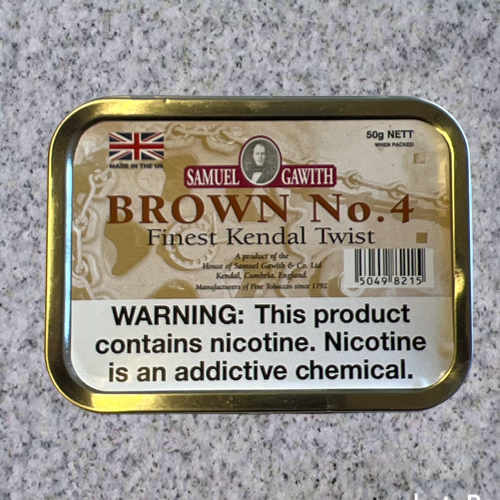 50g NETT
WHEN PACKED
MADE IN THE UK
SAMUEL GAWITH
BROWN No.4
Finest Kendal Twist
A product of the
House of Samuel Gawith & Co. Ltd
Kendal, Cumbria, England
Manufacturers of Fine Tobaccos since 1792
50498215
WARNING: This product
contains nicotine. Nicotine
is an addictive chemical.